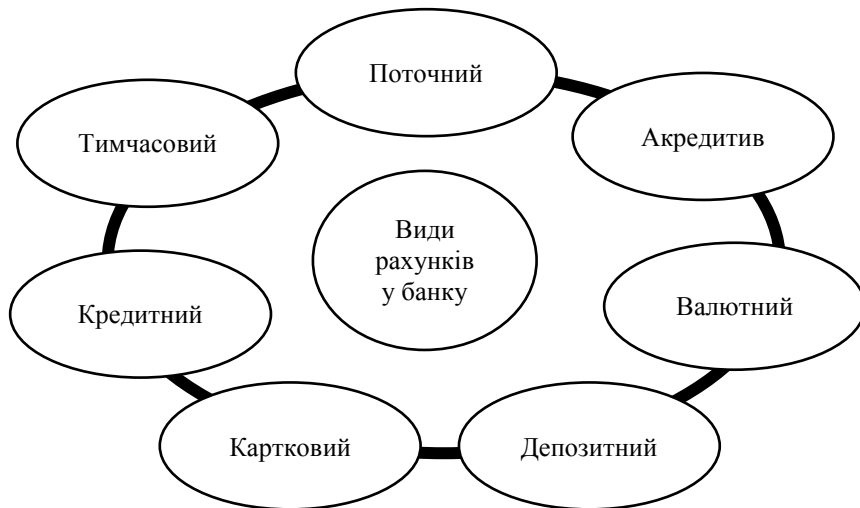 Поточний
Тимчасовий
Акредитив
Види
рахунків
у банку
Кредитний
Валютний
Картковий
Депозитний